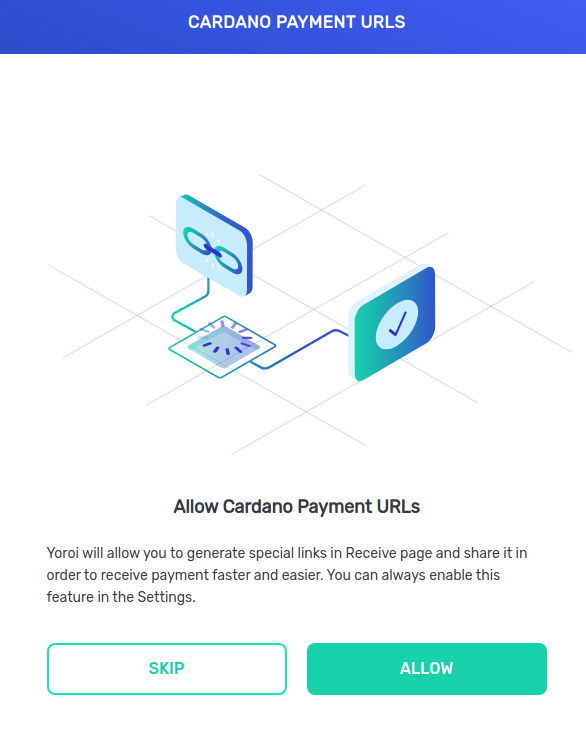 CARDANO PAYMENT URLS
Allow Cardano Payment URLs
Yoroi will allow you to generate special links in Receive page and share it in
order to receive payment faster and easier. You can always enable this
feature in the Settings.
SKIP
ALLOW